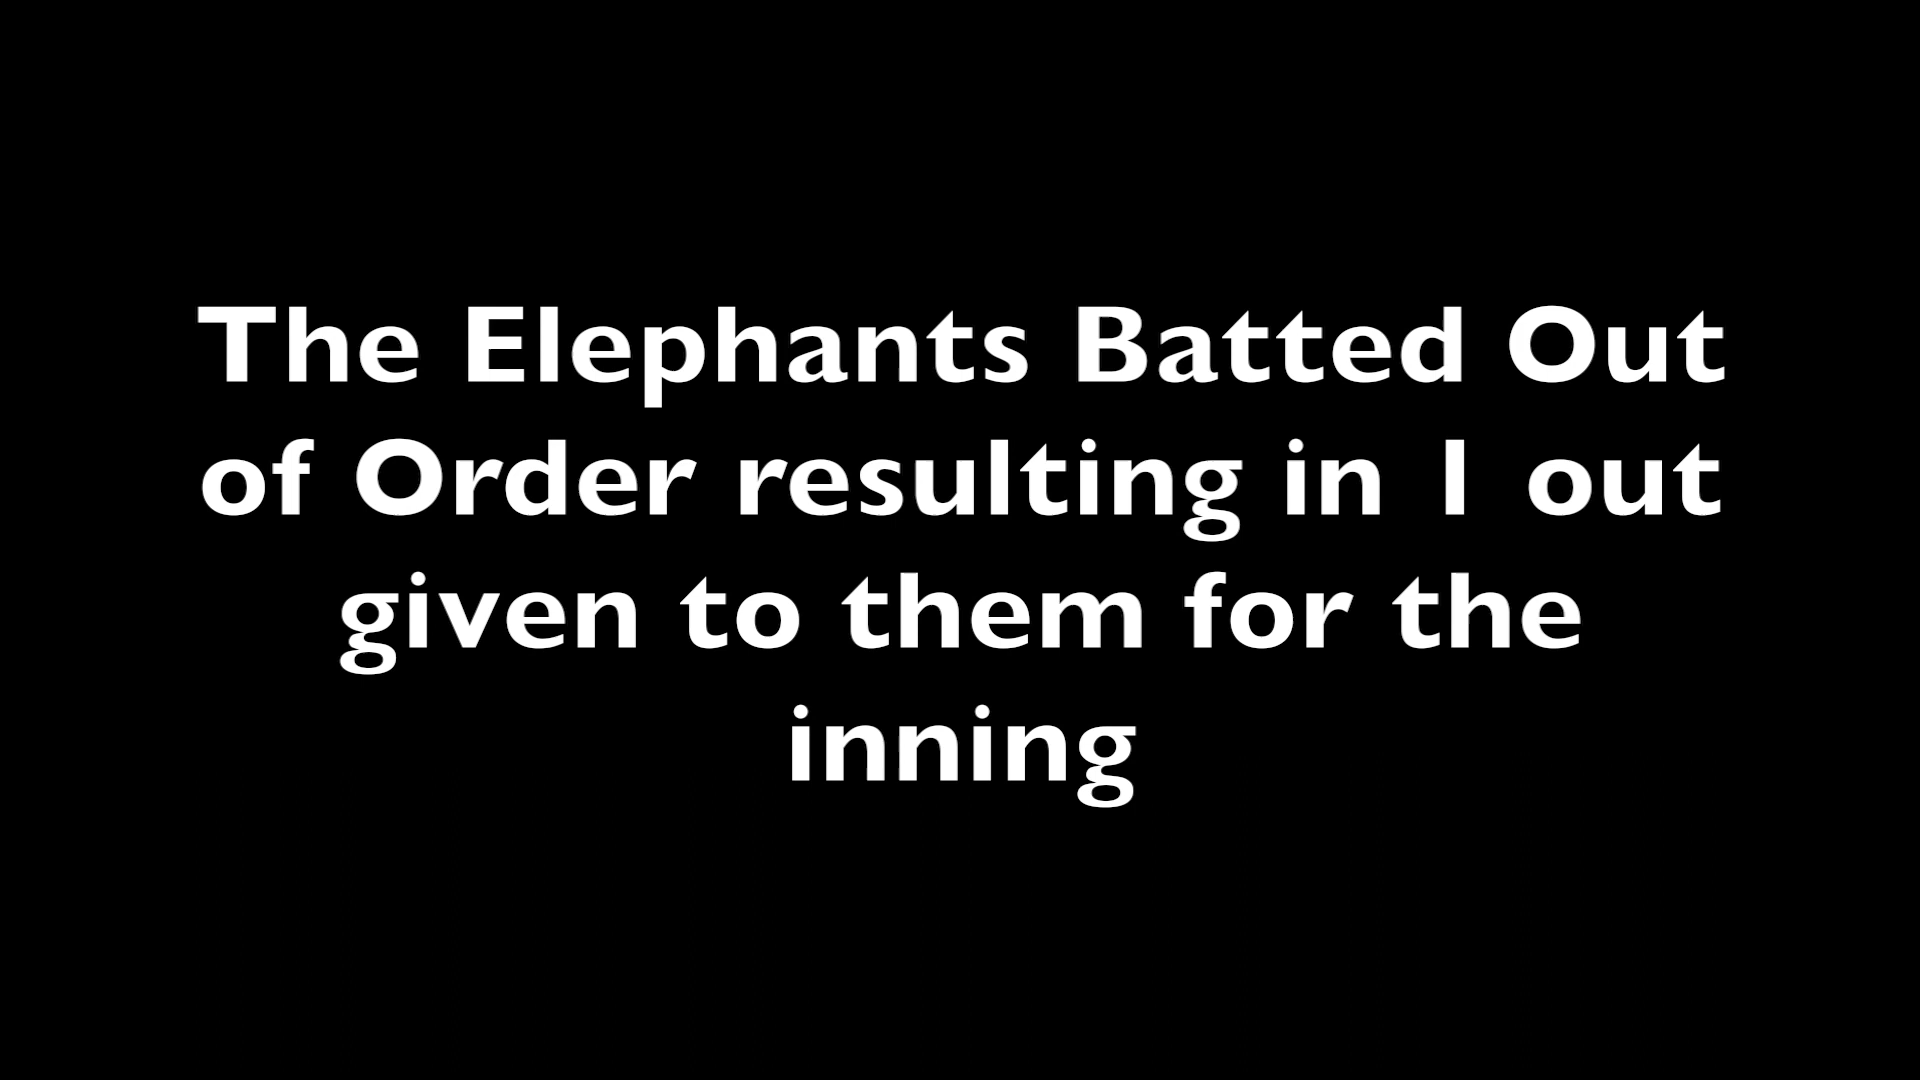 The Elephants Batted Out
of Order resulting in 1 out
given to them for the
inning